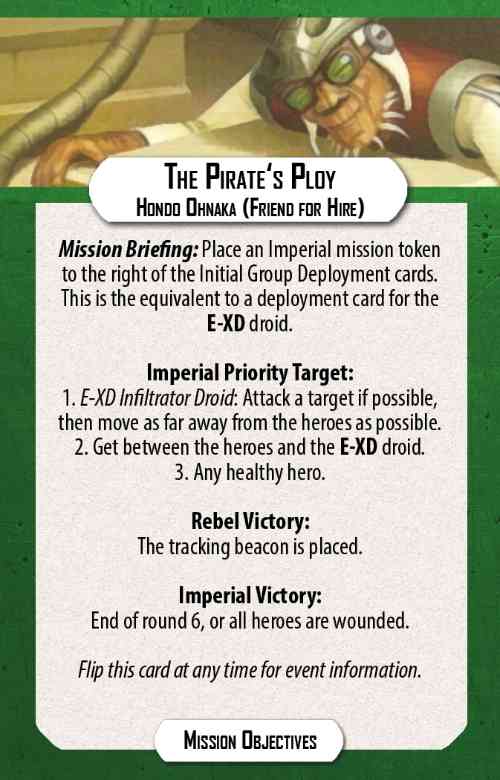 The Pirate's Ploy
Hondo Ohnaka (Friend for Hire)
Mission Briefing: Place an Imperial mission token
to the right of the Initial Group Deployment cards.
This is the equivalent to a deployment card for the
E-XD droid.
Imperial Priority Target:
1. E-XD Infiltrator Droid: Attack a target if possible,
then move as far away from the heroes as possible.
2. Get between the heroes and the E-XD droid.
3. Any healthy hero.
Rebel Victory:
The tracking beacon is placed.
Imperial Victory:
End of round 6, or all heroes are wounded.
Flip this card at any time for event information.
Mission Objectives